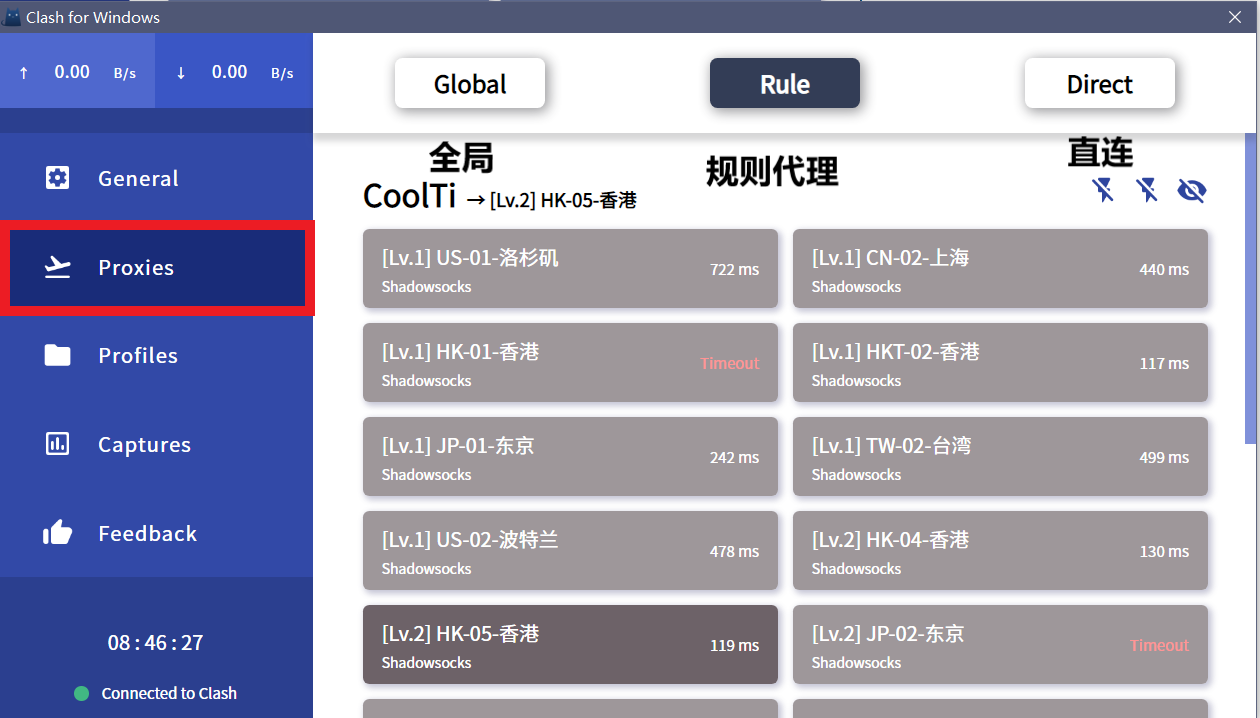 Clash for Windows
↑ 0.00 B/s ↓ 0.00 B/s
Global Rule Direct
全局 规则代理 直连
General
Proxies
Profiles
Captures
Feedback
08 : 46 : 27
Connected to Clash
CoolTi → [Lv.2] HK-05-香港
[Lv.1] US-01-洛杉矶
Shadowsocks
722 ms
[Lv.1] CN-02-上海
Shadowsocks
440 ms
[Lv.1] HK-01-香港
Shadowsocks
Timeout
[Lv.1] HKT-02-香港
Shadowsocks
117 ms
[Lv.1] JP-01-东京
Shadowsocks
242 ms
[Lv.1] TW-02-台湾
Shadowsocks
499 ms
[Lv.1] US-02-波特兰
Shadowsocks
478 ms
[Lv.2] HK-04-香港
Shadowsocks
130 ms
[Lv.2] HK-05-香港
Shadowsocks
119 ms
[Lv.2] JP-02-东京
Shadowsocks
Timeout